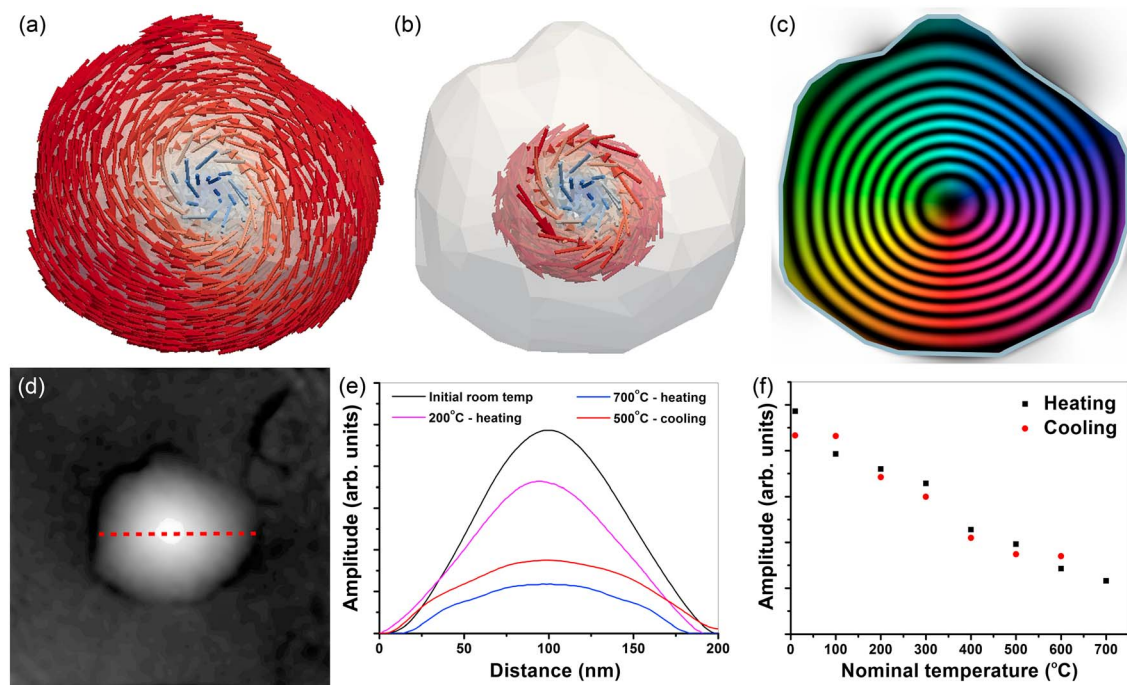 (a)
(b)
(c)
(d)
(e)
Initial room temp
700°C - heating
200°C - heating
500°C - cooling
Amplitude (arb. units)
0
50
100
150
200
Distance (nm)
(f)
Heating
Cooling
Amplitude (arb. units)
0 100 200 300 400 500 600 700
Nominal temperature (°C)